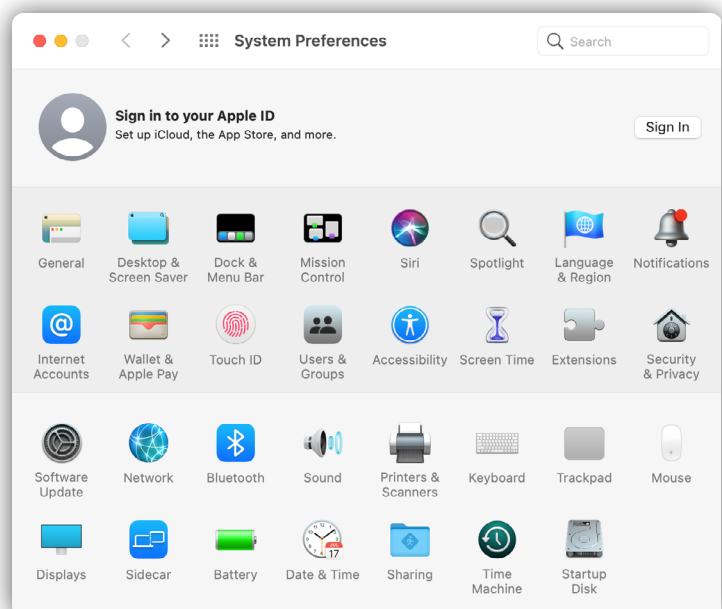 System Preferences
Search
Sign in to your Apple ID
Set up iCloud, the App Store, and more.
Sign In
General
Desktop &
Screen Saver
Dock &
Menu Bar
Mission
Control
Siri
Spotlight
Language
& Region
Notifications
@
Internet
Accounts
Wallet &
Apple Pay
Touch ID
Users &
Groups
Accessibility
Screen Time
Extensions
Security
& Privacy
Software
Update
Network
Bluetooth
Sound
Printers &
Scanners
Keyboard
Trackpad
Mouse
Displays
Sidecar
Battery
JUL
17
Date & Time
Sharing
Time
Machine
Startup
Disk